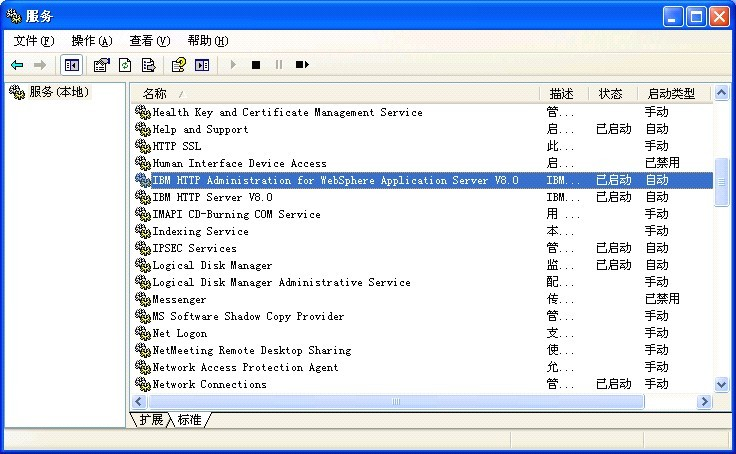 服务
文件(F) 操作(A) 查看(V) 帮助(H)
服务(本地)
名称 描述 状态 启动类型
Health Key and Certificate Management Service 管... 手动
Help and Support 启... 已启动 自动
HTTP SSL 此... 手动
Human Interface Device Access 启... 已禁用
IBM HTTP Administration for WebSphere Application Server V8.0 IBM... 已启动 自动
IBM HTTP Server V8.0 IBM... 已启动 自动
IMAPI CD-Burning COM Service 用 ... 手动
Indexing Service 本... 手动
IPSEC Services 管... 已启动 自动
Logical Disk Manager 监... 已启动 自动
Logical Disk Manager Administrative Service 配... 手动
Messenger 传... 已禁用
MS Software Shadow Copy Provider 管... 手动
Net Logon 支... 手动
NetMeeting Remote Desktop Sharing 使... 手动
Network Access Protection Agent 允... 手动
Network Connections 管... 已启动 手动
扩展 标准